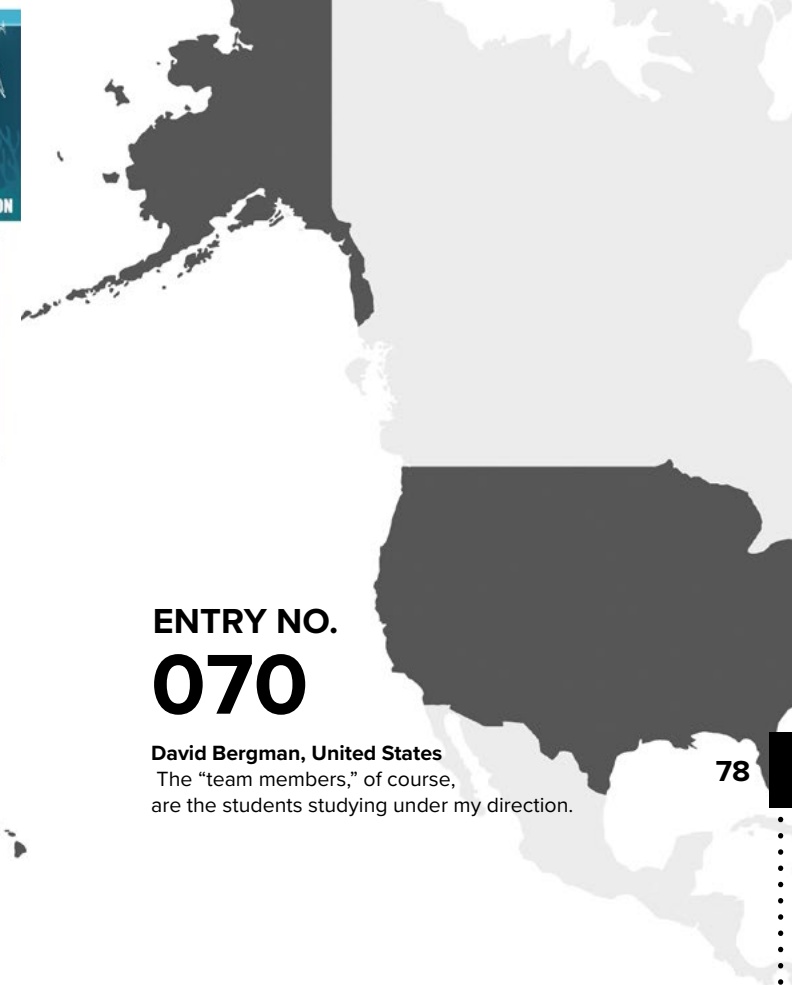 ON
ENTRY NO.
070
David Bergman, United States
The “team members,” of course,
are the students studying under my direction.
78